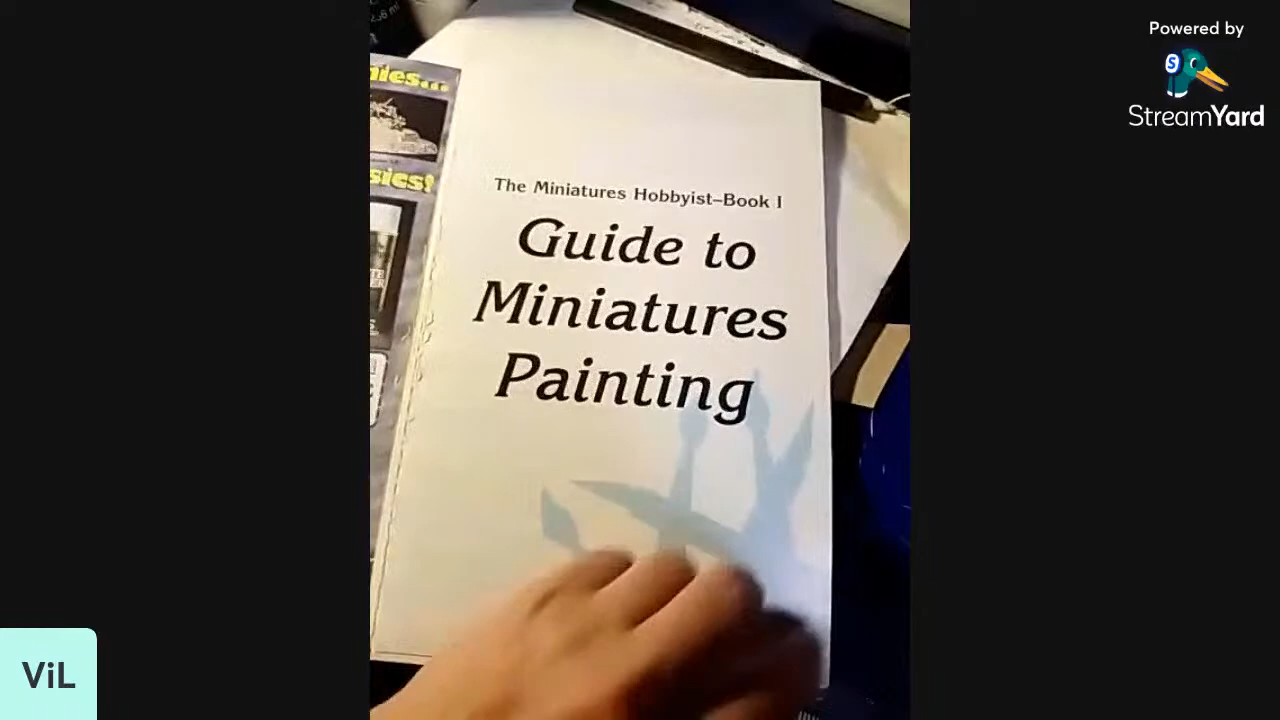 Powered by
StreamYard
The Miniatures Hobbyist–Book I
Guide to
Miniatures
Painting
ViL